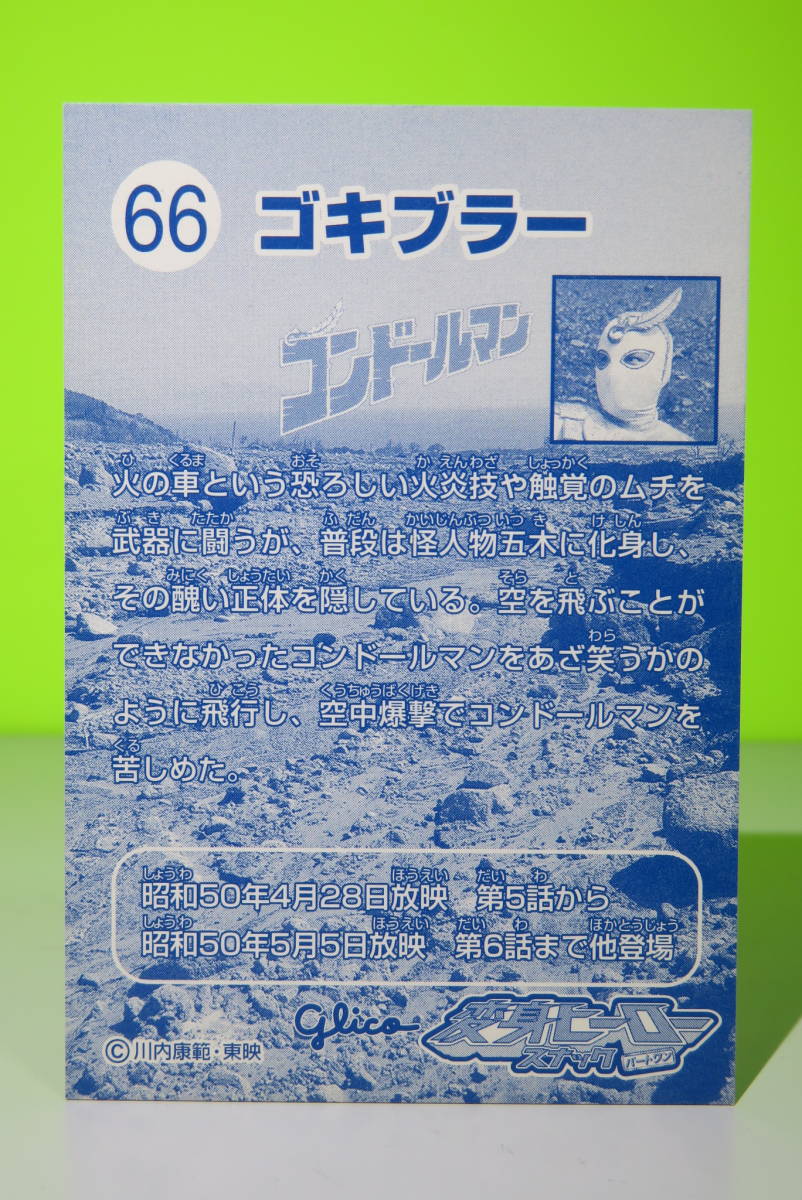 66 ゴキブラー
コンドールマン
火の車という恐ろしい火炎技や触覚のムチを
武器に闘うが、普段は怪人物五木に化身し、
その醜い正体を隠している。空を飛ぶことが
できなかったコンドールマンをあざ笑うかの
ように飛行し、空中爆撃でコンドールマンを
苦しめた。
昭和50年4月28日放映 第5話から
昭和50年5月5日放映 第6話まで他登場
©川内康範・東映
glico
変身ヒーロー
スナック パート・ワン